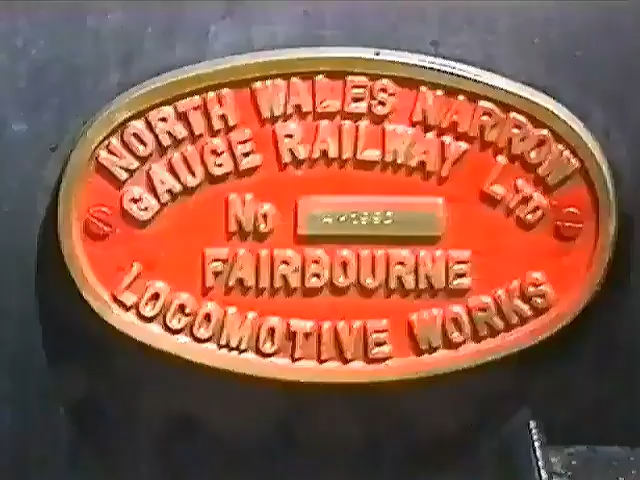 NORTH WALES NARROW
GAUGE RAILWAY LTD
No
FAIRBOURNE
LOCOMOTIVE WORKS